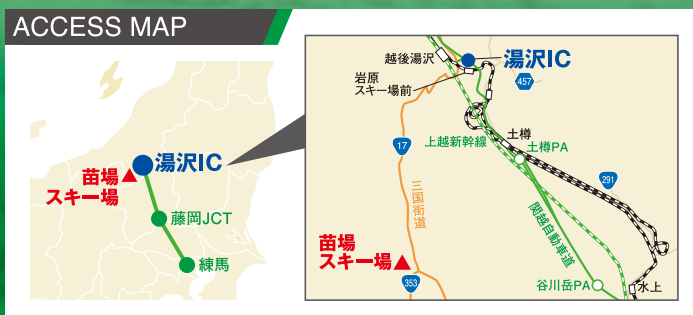 ACCESS MAP
湯沢IC
苗場
スキー場
藤岡JCT
練馬
越後湯沢
湯沢IC
岩原
スキー場前
457
17
上越新幹線
土樽
土樽PA
291
三国街道
関越自動車道
苗場
スキー場
353
谷川岳PA
水上